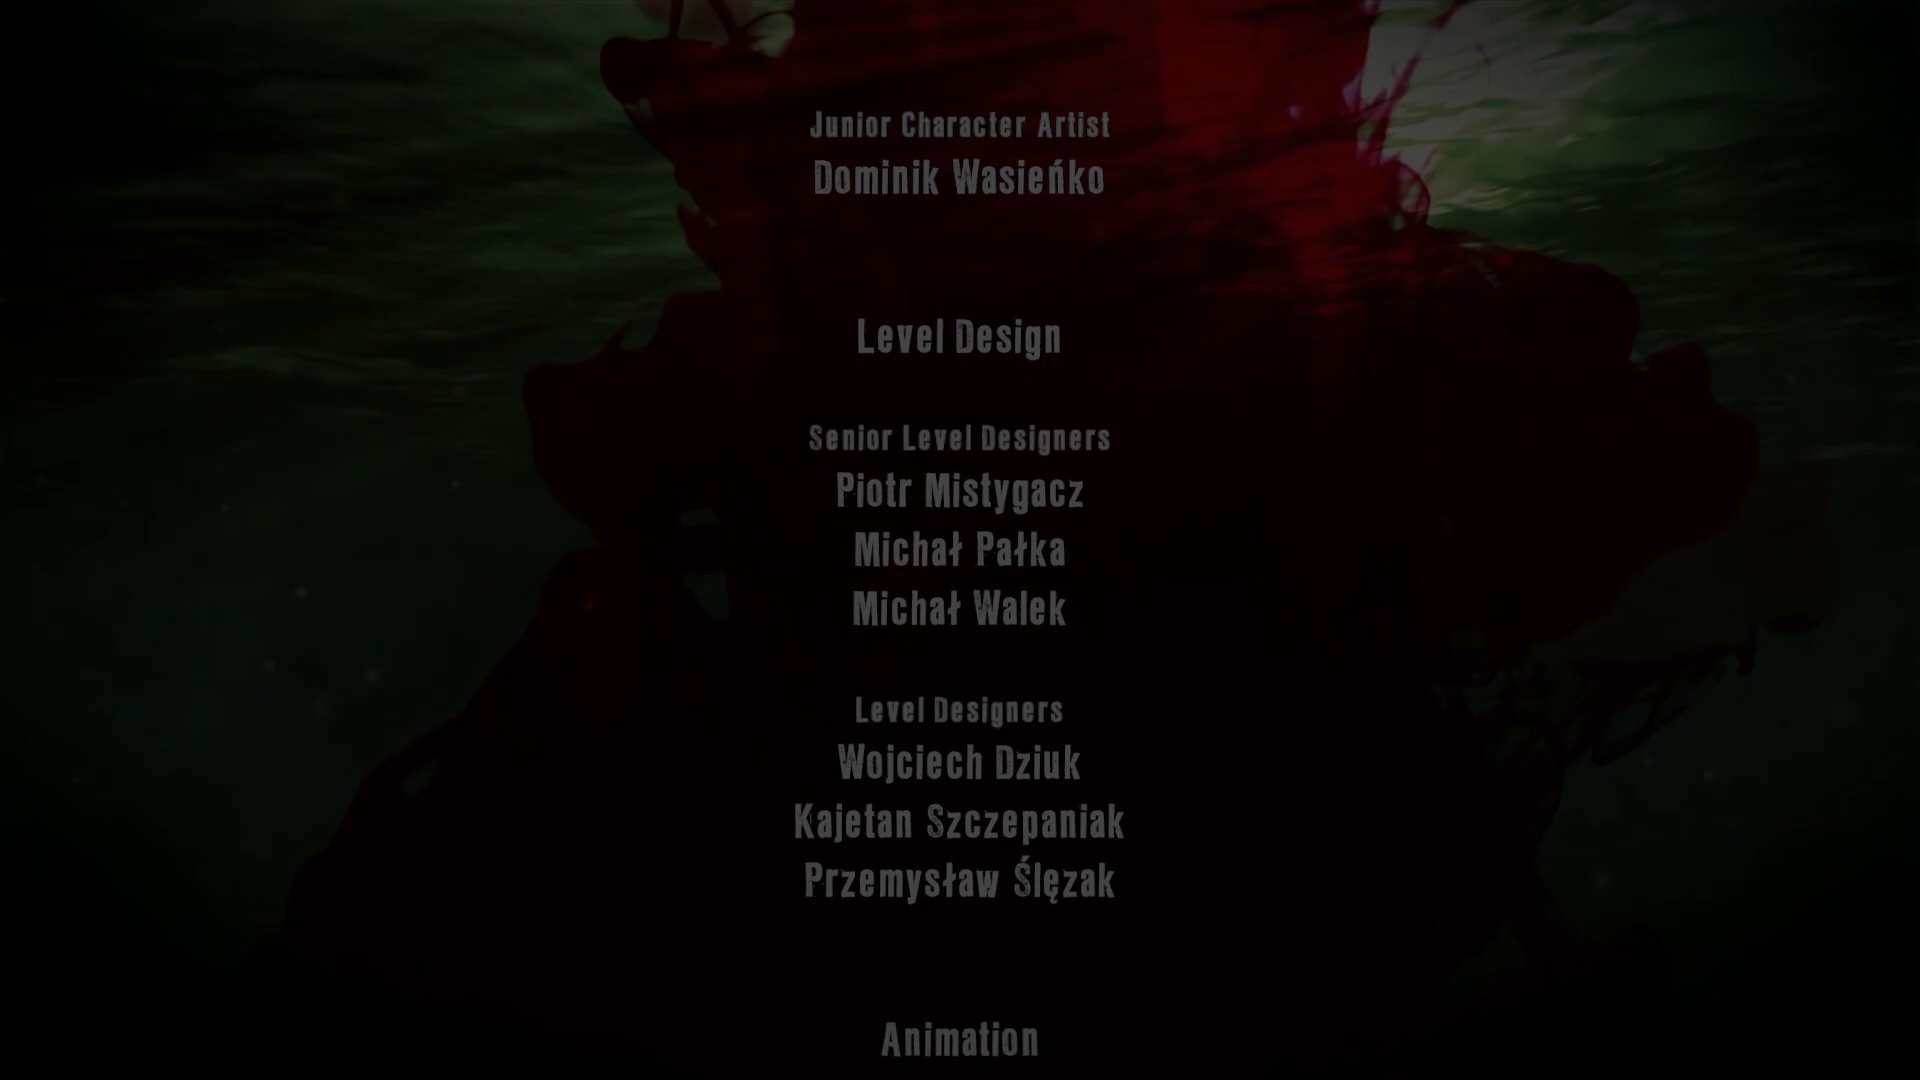 Junior Character Artist
Dominik Wasieńko
Level Design
Senior Level Designers
Piotr Mistygacz
Michał Pałka
Michał Walek
Level Designers
Wojciech Dziuk
Kajetan Szczepaniak
Przemysław Ślęzak
Animation